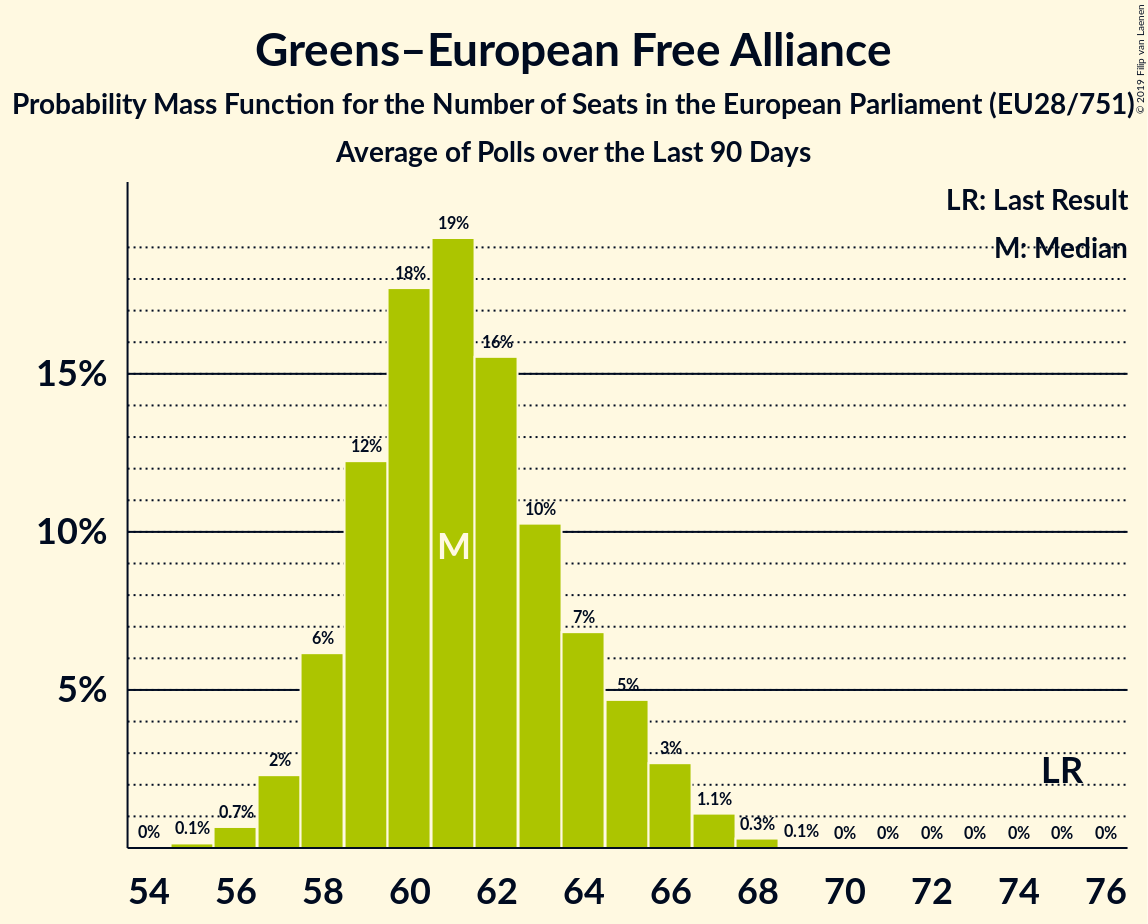 Greens–European Free Alliance
Probability Mass Function for the Number of Seats in the European Parliament (EU28/751)
Average of Polls over the Last 90 Days
© 2019 Filip van Laenen
LR: Last Result
M: Median
19%
18%
16%
15%
12%
10%
10%
M
7%
6%
5%
5%
3%
2%
LR
1.1%
0.7%
0.3%
0% 0.1% 0.1% 0% 0% 0% 0% 0% 0% 0%
54 56 58 60 62 64 66 68 70 72 74 76